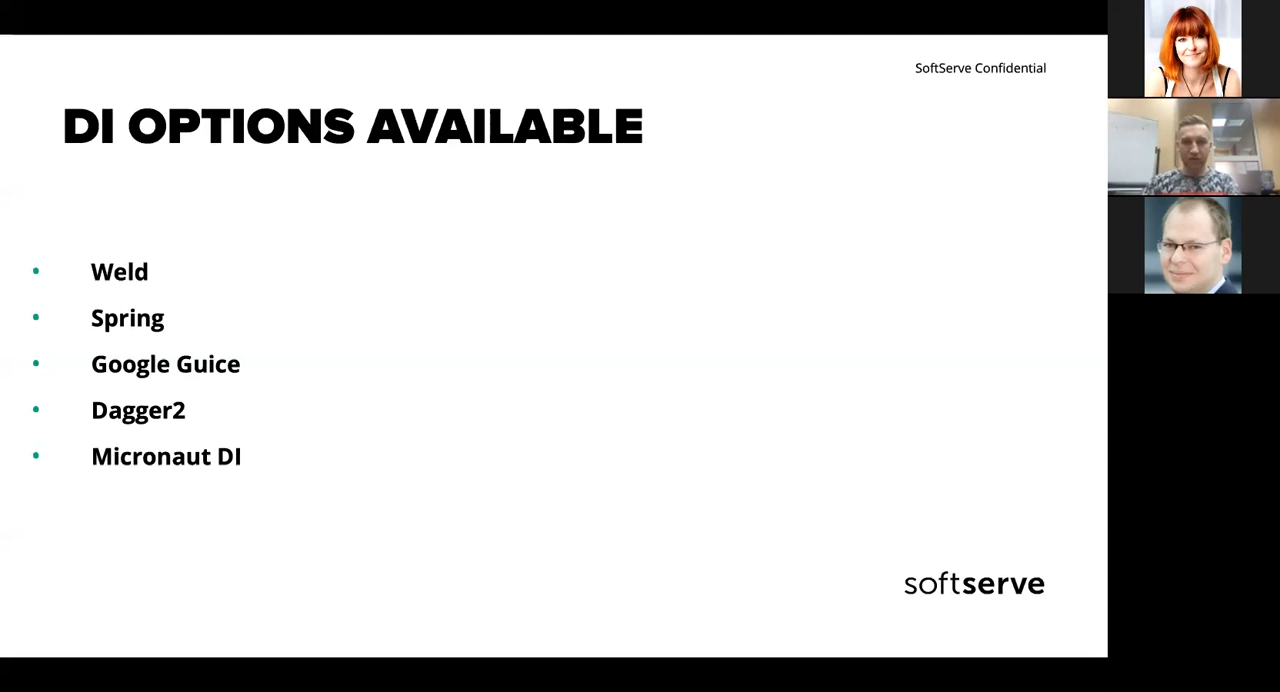 SoftServe Confidential
DI OPTIONS AVAILABLE
• Weld
• Spring
• Google Guice
• Dagger2
• Micronaut DI
softserve